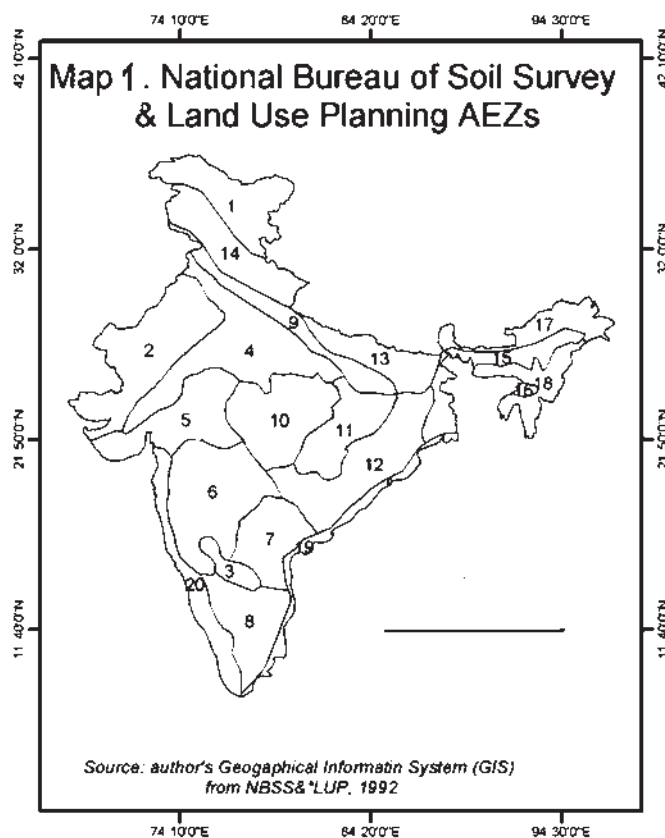 74 10'0"E
84 20'0"E
94 30'0"E
42 10'0"N
42 10'0"N
Map 1. National Bureau of Soil Survey
& Land Use Planning AEZs
1
32 0'0"N
14
32 0'0"N
17
9
2
4
13
15
18
16
5
10
11
21 50'0"N
21 50'0"N
12
6
7
19
3
20
8
11 40'0"N
11 40'0"N
Source: author's Geogaphical Informatin System (GIS)
from NBSS&*LUP, 1992
74 10'0"E
84 20'0"E
94 30'0"E